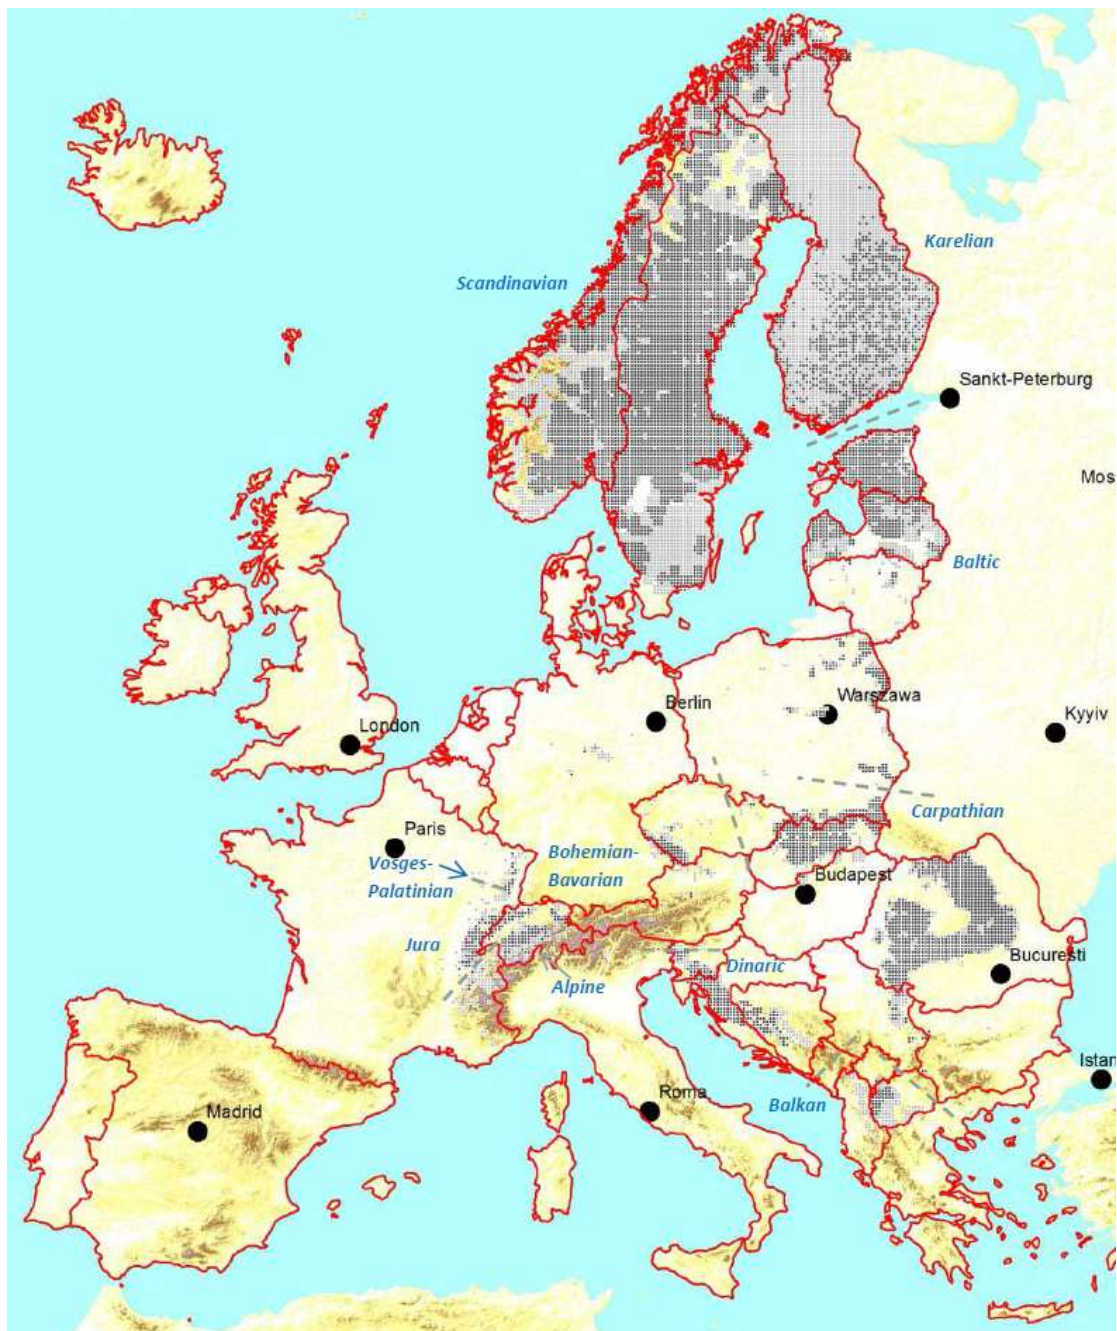 Karelian
Scandinavian
Sankt-Peterburg
Mos
Baltic
Berlin
Warszawa
London
Kyyiv
Carpathian
Paris
Vosges-
Palatinian
Bohemian-
Bavarian
Budapest
Jura
Dinaric
Bucuresti
Alpine
Istan
Balkan
Roma
Madrid